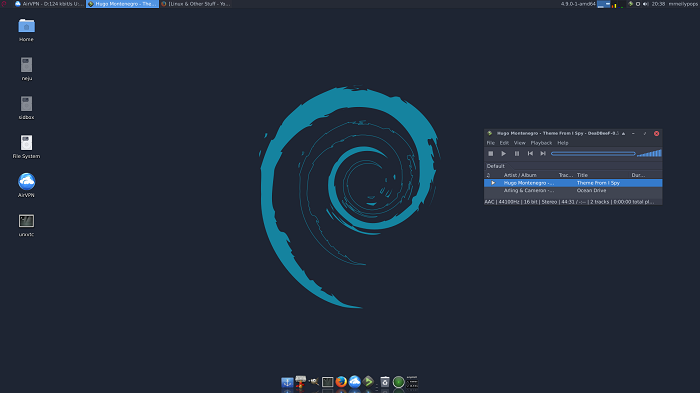 AirVPN - D:124 kbit/s U:...
Hugo Montenegro - The...
[Linux & Other Stuff - Yo...
4.9.0-1-amd64
20:38
mrneilypops
Home
neju
sidbox
File System
AirVPN
unrvtc
Hugo Montenegro - Theme From I Spy - DeaDBeeF-0...
File Edit View Playback Help
Default
Artist / Album Trac... Title Dur...
Hugo Montenegro -... Theme From I Spy
Arling & Cameron -... Ocean Drive
AAC | 44100Hz | 16 bit | Stereo | 44:31 / -:-- | 2 tracks | 0:00:00 total pl...